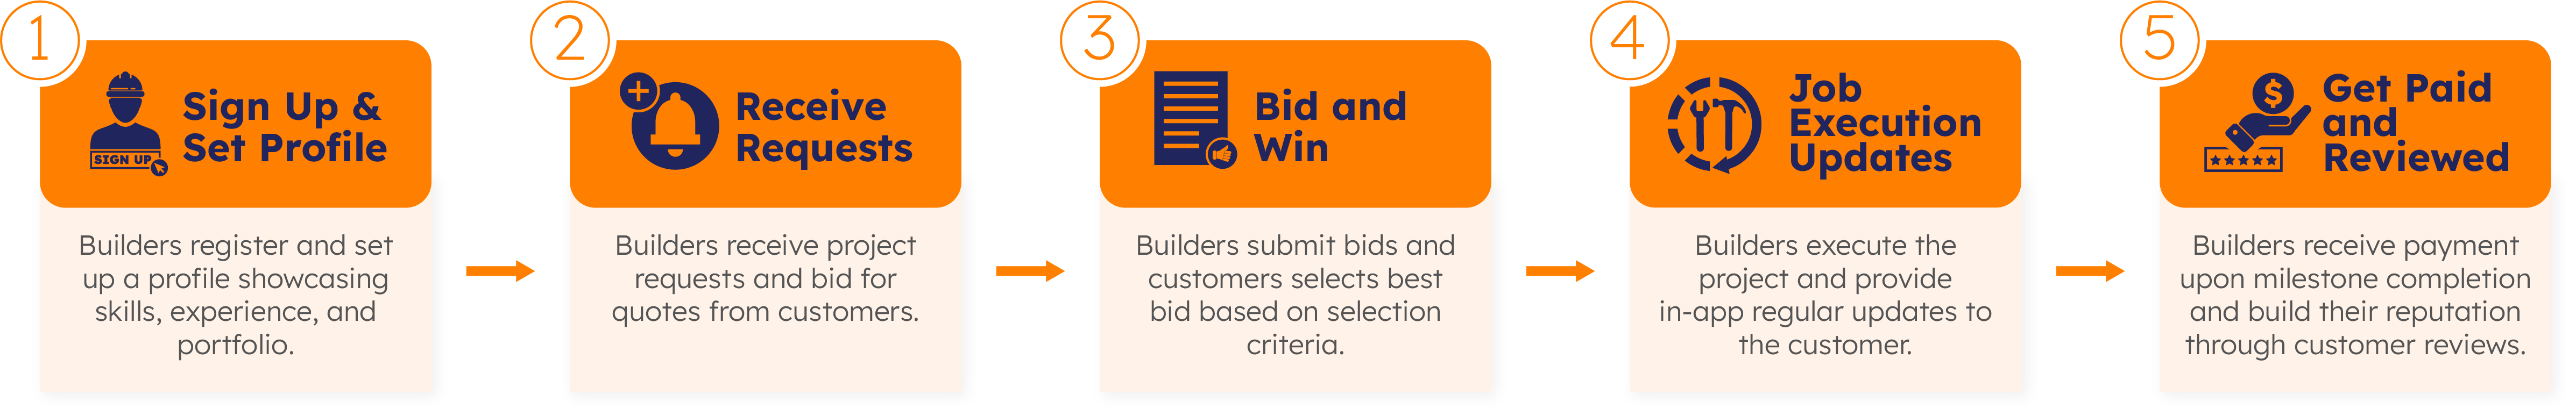 1
SIGN UP
Sign Up &
Set Profile
Builders register and set
up a profile showcasing
skills, experience, and
portfolio.
2
Receive
Requests
Builders receive project
requests and bid for
quotes from customers.
3
Bid and
Win
Builders submit bids and
customers selects best
bid based on selection
criteria.
4
Job
Execution
Updates
Builders execute the
project and provide
in-app regular updates to
the customer.
5
$
Get Paid
and
Reviewed
Builders receive payment
upon milestone completion
and build their reputation
through customer reviews.